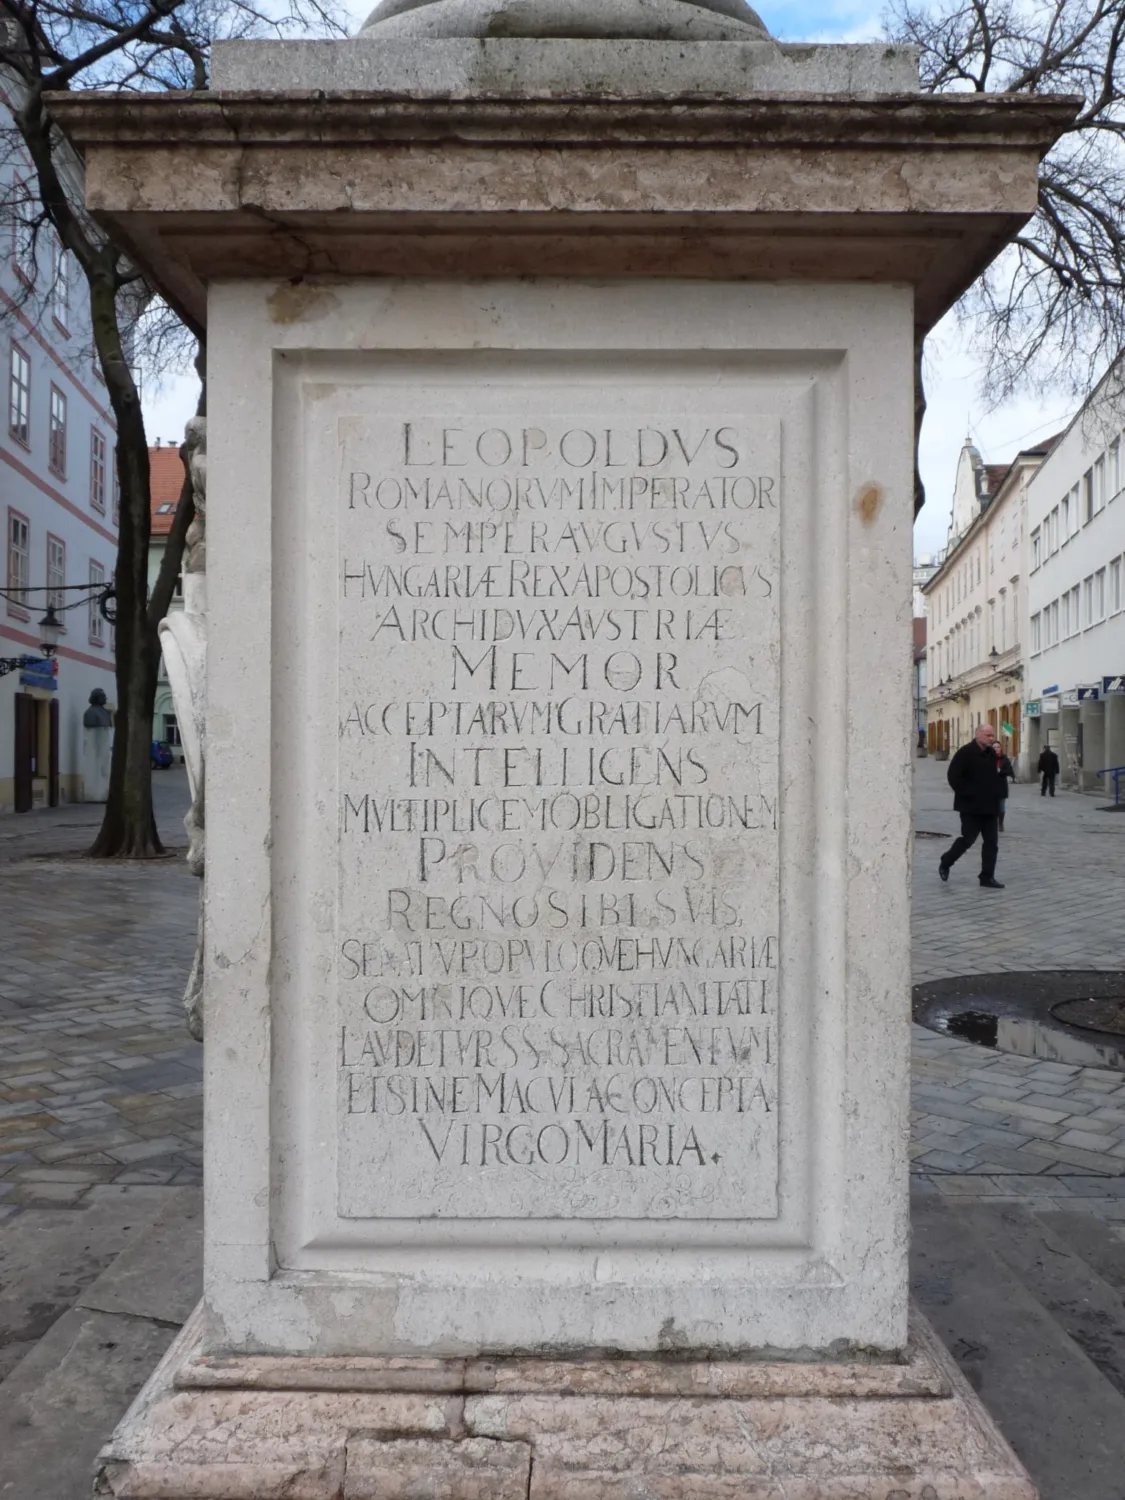 LEOPOLDVS
ROMANORVM IMPERATOR
SEMPER AVGVSTVS
HVNGARIÆ REX APOSTOLICVS
ARCHIDVX AVSTRIÆ
MEMOR
ACCEPTARVM GRATIARVM
INTELLIGENS
MVLTIPLICEM OBLIGATIONEM
PROVIDENS
REGNO SIBI SVIS
SENATV POPVLOQVE HVNGARIÆ
OMNIQVE CHRISTIANITATI
LAVDETVR SS SACRAMENTVM
ET SINE MACVLA CONCEPTA
VIRGO MARIA.